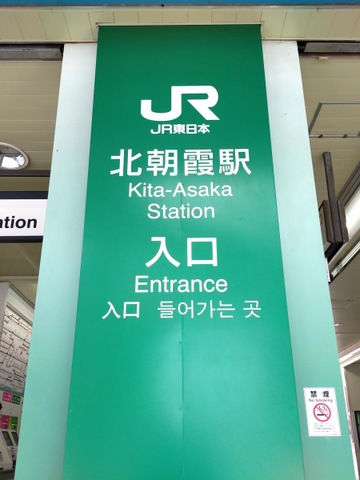 JR
JR東日本
北朝霞駅
Kita-Asaka
Station
ation
入口
Entrance
入口 들어가는 곳
禁煙
No Smoking